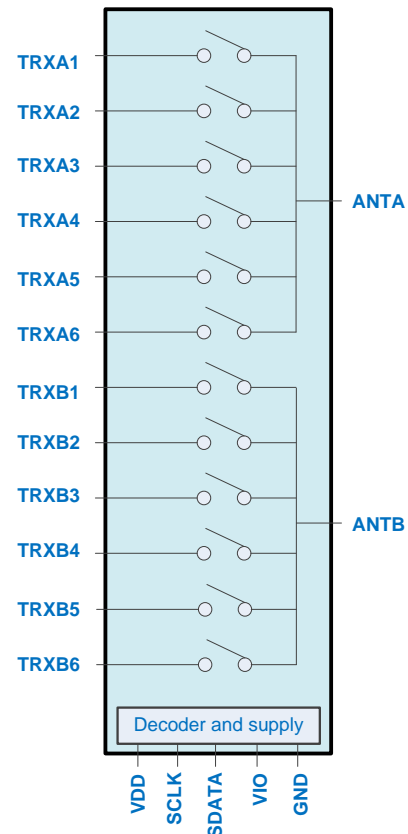 TRXA1
TRXA2
TRXA3
ANTA
TRXA4
TRXA5
TRXA6
TRXB1
TRXB2
TRXB3
ANTB
TRXB4
TRXB5
TRXB6
Decoder and supply
VDD
SCLK
SDATA
VIO
GND